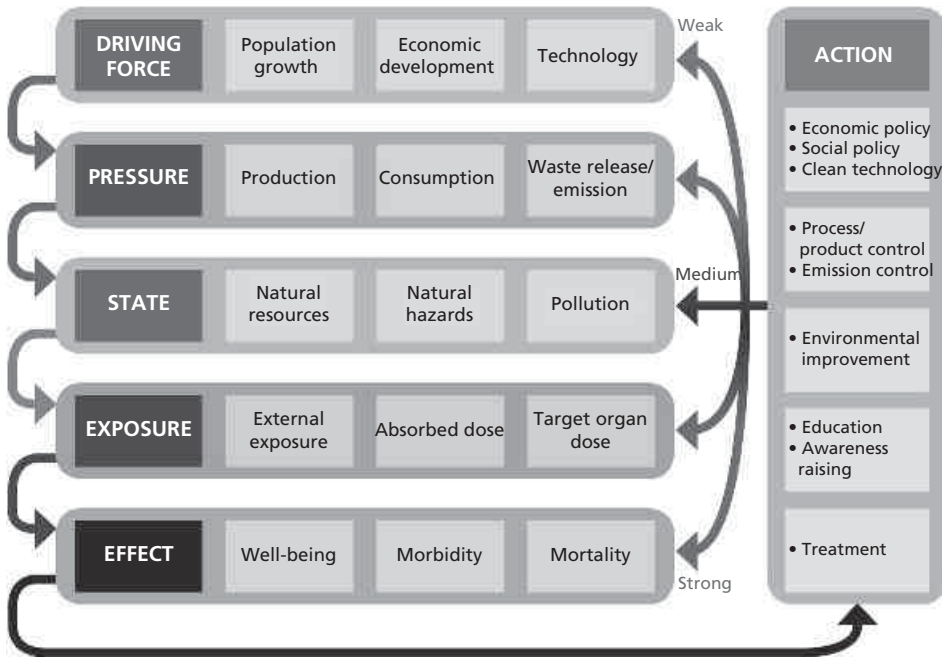 DRIVING
FORCE
Population
growth
Economic
development
Technology
Weak
PRESSURE
Production
Consumption
Waste release/
emission
STATE
Natural
resources
Natural
hazards
Pollution
Medium
EXPOSURE
External
exposure
Absorbed dose
Target organ
dose
EFFECT
Well-being
Morbidity
Mortality
Strong
ACTION
• Economic policy
• Social policy
• Clean technology
• Process/
product control
• Emission control
• Environmental
improvement
• Education
• Awareness
raising
• Treatment